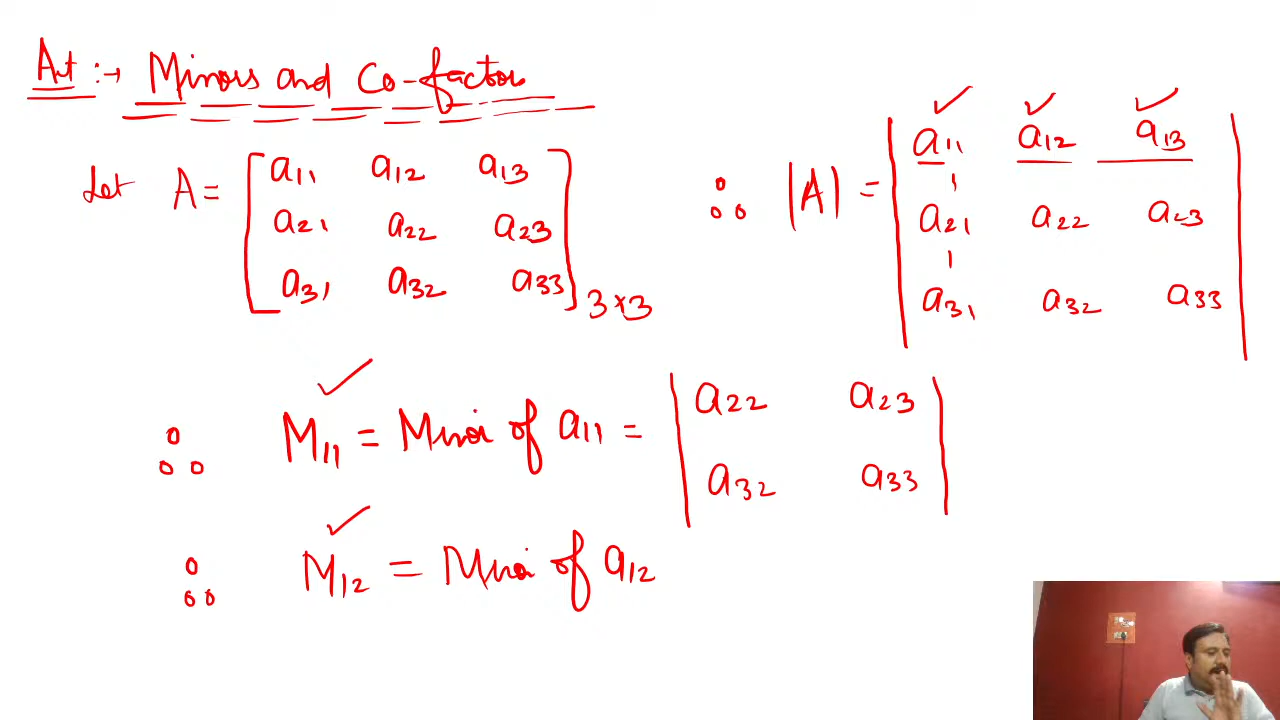 Art :→ Minors and Co-factors
Let A = [ a11 a12 a13
a21 a22 a23
a31 a32 a33 ] 3×3
∴ |A| = | a11 a12 a13 |
| a21 a22 a23 |
| a31 a32 a33 |
∴ M11 = Minor of a11 = | a22 a23 |
| a32 a33 |
∴ M12 = Minor of a12